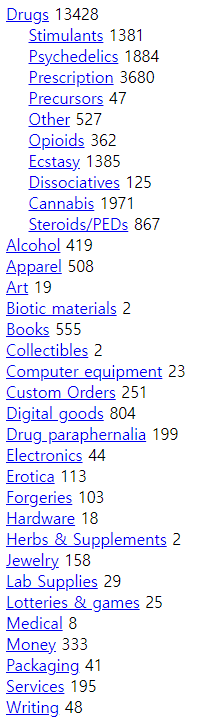 Drugs 13428
Stimulants 1381
Psychedelics 1884
Prescription 3680
Precursors 47
Other 527
Opioids 362
Ecstasy 1385
Dissociatives 125
Cannabis 1971
Steroids/PEDs 867
Alcohol 419
Apparel 508
Art 19
Biotic materials 2
Books 555
Collectibles 2
Computer equipment 23
Custom Orders 251
Digital goods 804
Drug paraphernalia 199
Electronics 44
Erotica 113
Forgeries 103
Hardware 18
Herbs & Supplements 2
Jewelry 158
Lab Supplies 29
Lotteries & games 25
Medical 8
Money 333
Packaging 41
Services 195
Writing 48